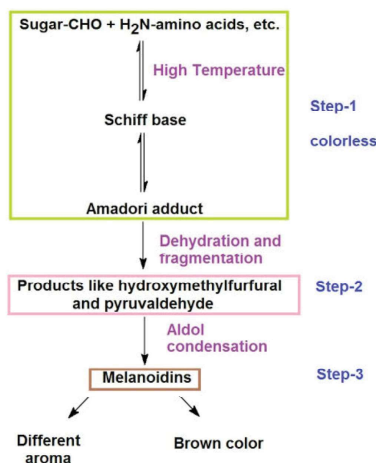 Sugar-CHO + H2N-amino acids, etc.
High Temperature
Step-1
Schiff base
colorless
Amadori adduct
Dehydration and
fragmentation
Products like hydroxymethylfurfural
and pyruvaldehyde
Step-2
Aldol
condensation
Melanoidins
Step-3
Different
aroma
Brown color